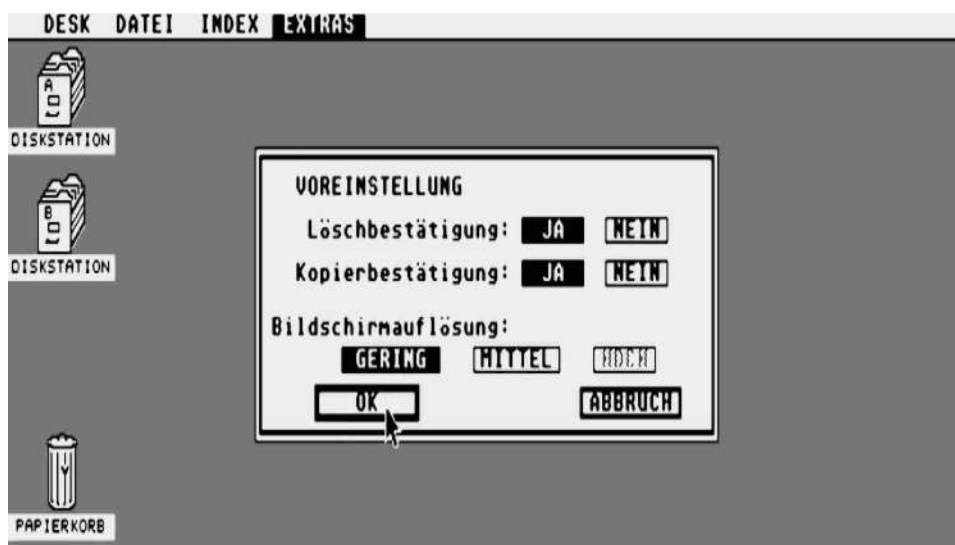 DESK DATEI INDEX EXTRAS
A
DISKSTATION
B
DISKSTATION
PAPIERKORB
VOREINSTELLUNG
Löschbestätigung: JA NEIN
Kopierbestätigung: JA NEIN
Bildschirmauflösung:
GERING MITTEL HOCH
OK ABBRUCH